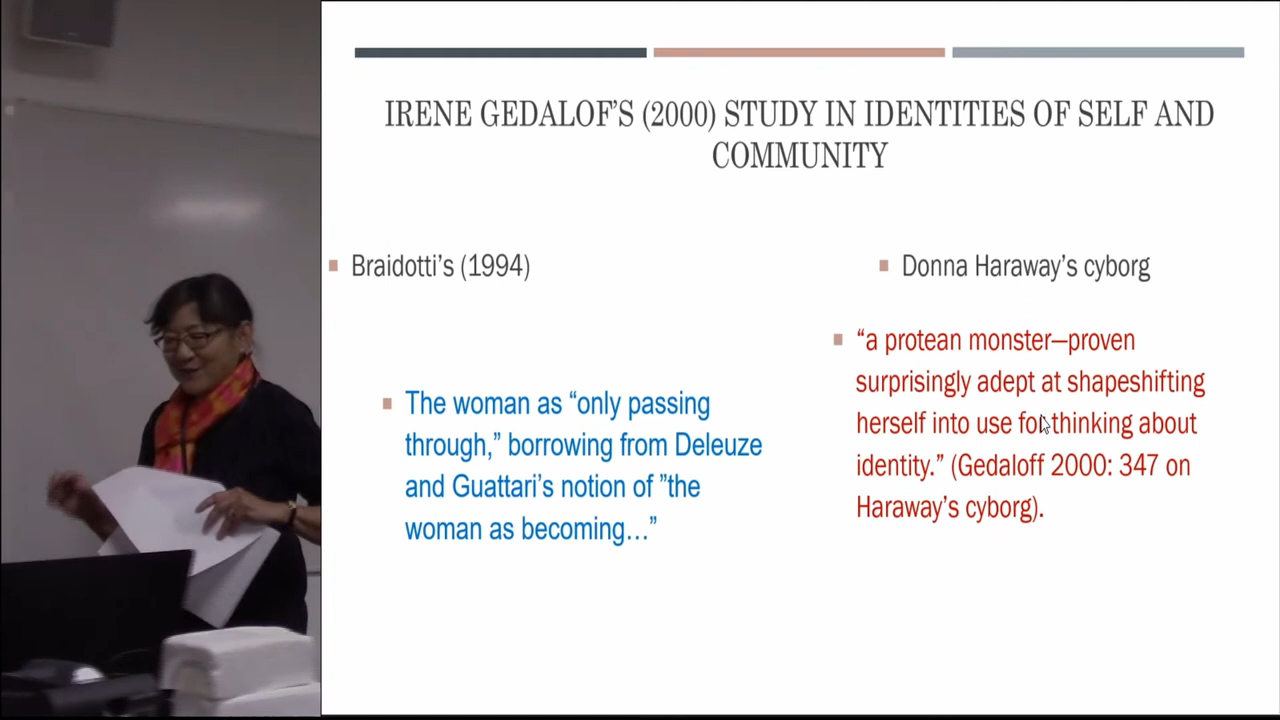 IRENE GEDALOF’S (2000) STUDY IN IDENTITIES OF SELF AND
COMMUNITY
Braidotti’s (1994)
The woman as “only passing
through,” borrowing from Deleuze
and Guattari’s notion of ”the
woman as becoming…”
Donna Haraway’s cyborg
“a protean monster—proven
surprisingly adept at shapeshifting
herself into use for thinking about
identity.” (Gedaloff 2000: 347 on
Haraway’s cyborg).